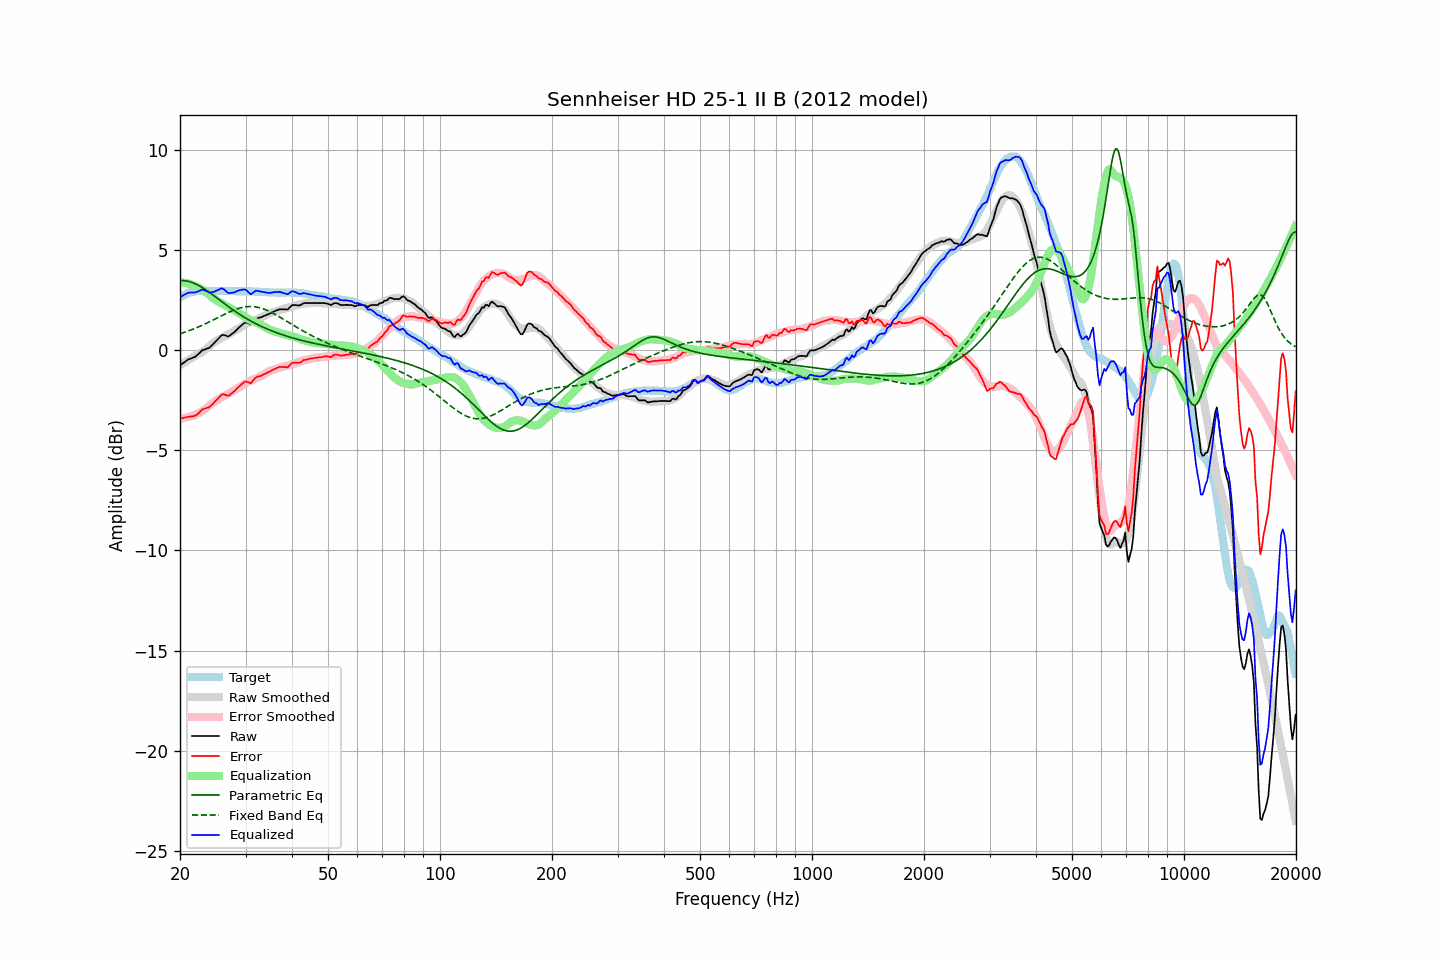 Sennheiser HD 25-1 II B (2012 model)
Amplitude (dBr)
10
5
0
−5
−10
−15
−20
−25
Target
Raw Smoothed
Error Smoothed
Raw
Error
Equalization
Parametric Eq
Fixed Band Eq
Equalized
20 50 100 200 500 1000 2000 5000 10000 20000
Frequency (Hz)